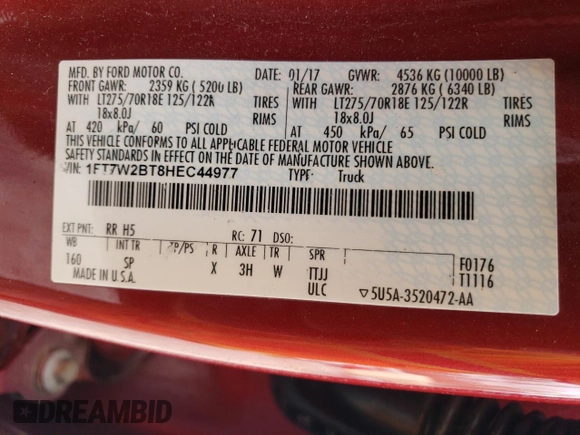 MFD. BY FORD MOTOR CO. DATE: 01/17 GVWR: 4536 KG (10000 LB)
FRONT GAWR: 2359 KG (5200 LB) REAR GAWR: 2876 KG (6340 LB)
WITH LT275/70R18E 125/122R TIRES WITH LT275/70R18E 125/122R TIRES
18x8.0J RIMS 18x8.0J RIMS
AT 420 kPa/ 60 PSI COLD AT 450 kPa/ 65 PSI COLD
THIS VEHICLE CONFORMS TO ALL APPLICABLE FEDERAL MOTOR VEHICLE
SAFETY STANDARDS IN EFFECT ON THE DATE OF MANUFACTURE SHOWN ABOVE.
VIN: 1FT7W2BT8HEC44977 TYPE: Truck
EXT PNT: RR H5 RC: 71 DSO:
WB INT TR TP/PS R AXLE TR SPR F0176
160 SP X 3H W TTJJ T1116
MADE IN U.S.A. ULC ▽5U5A-3520472-AA
DREAMBID